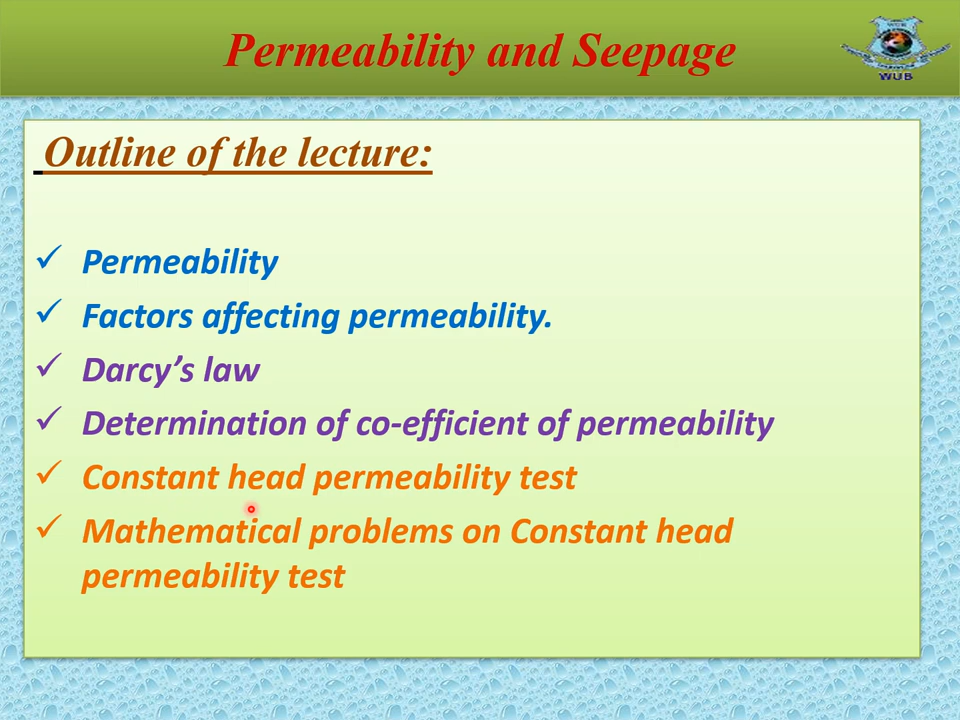 Permeability and Seepage
WUB
Outline of the lecture:
✓ Permeability
✓ Factors affecting permeability.
✓ Darcy’s law
✓ Determination of co-efficient of permeability
✓ Constant head permeability test
✓ Mathematical problems on Constant head
permeability test